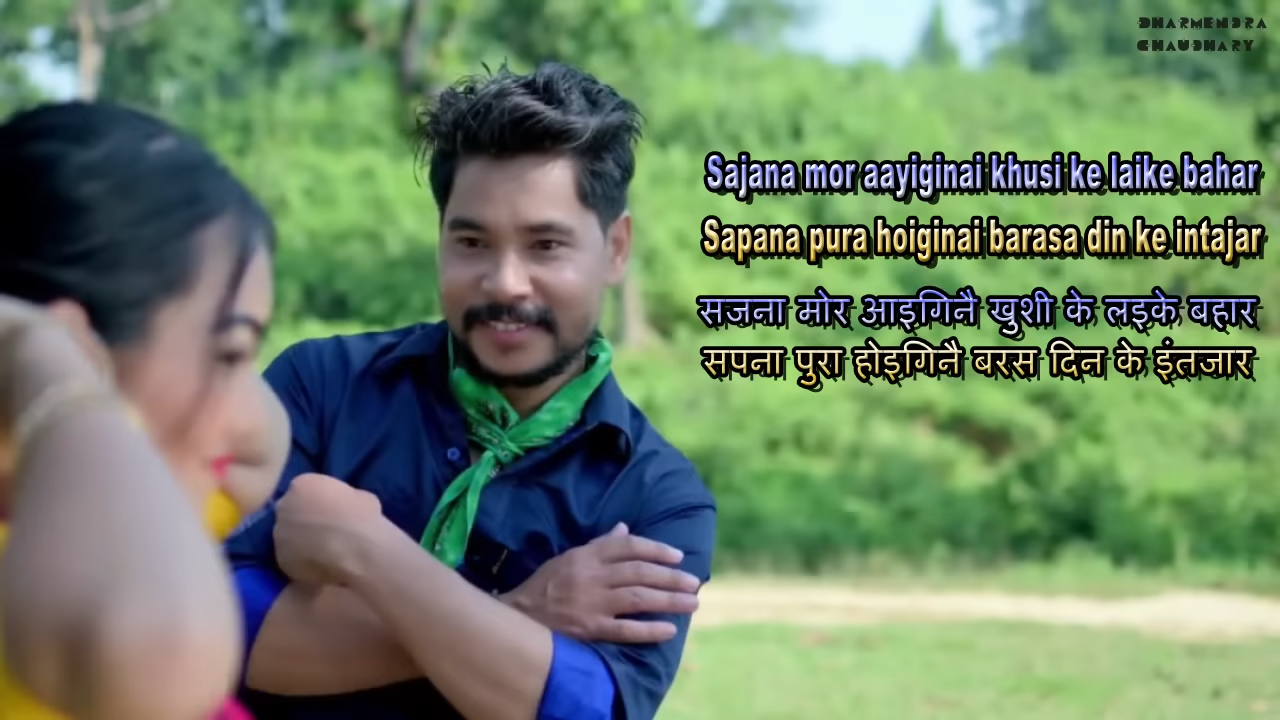 DHARMENDRA
CHAUDHARY
Sajana mor aayiginai khusi ke laike bahar
Sapana pura hoiginai barasa din ke intajar
सजना मोर आइगिनै खुशी के लइके बहार
सपना पुरा होइगिनै बरस दिन के इंतजार